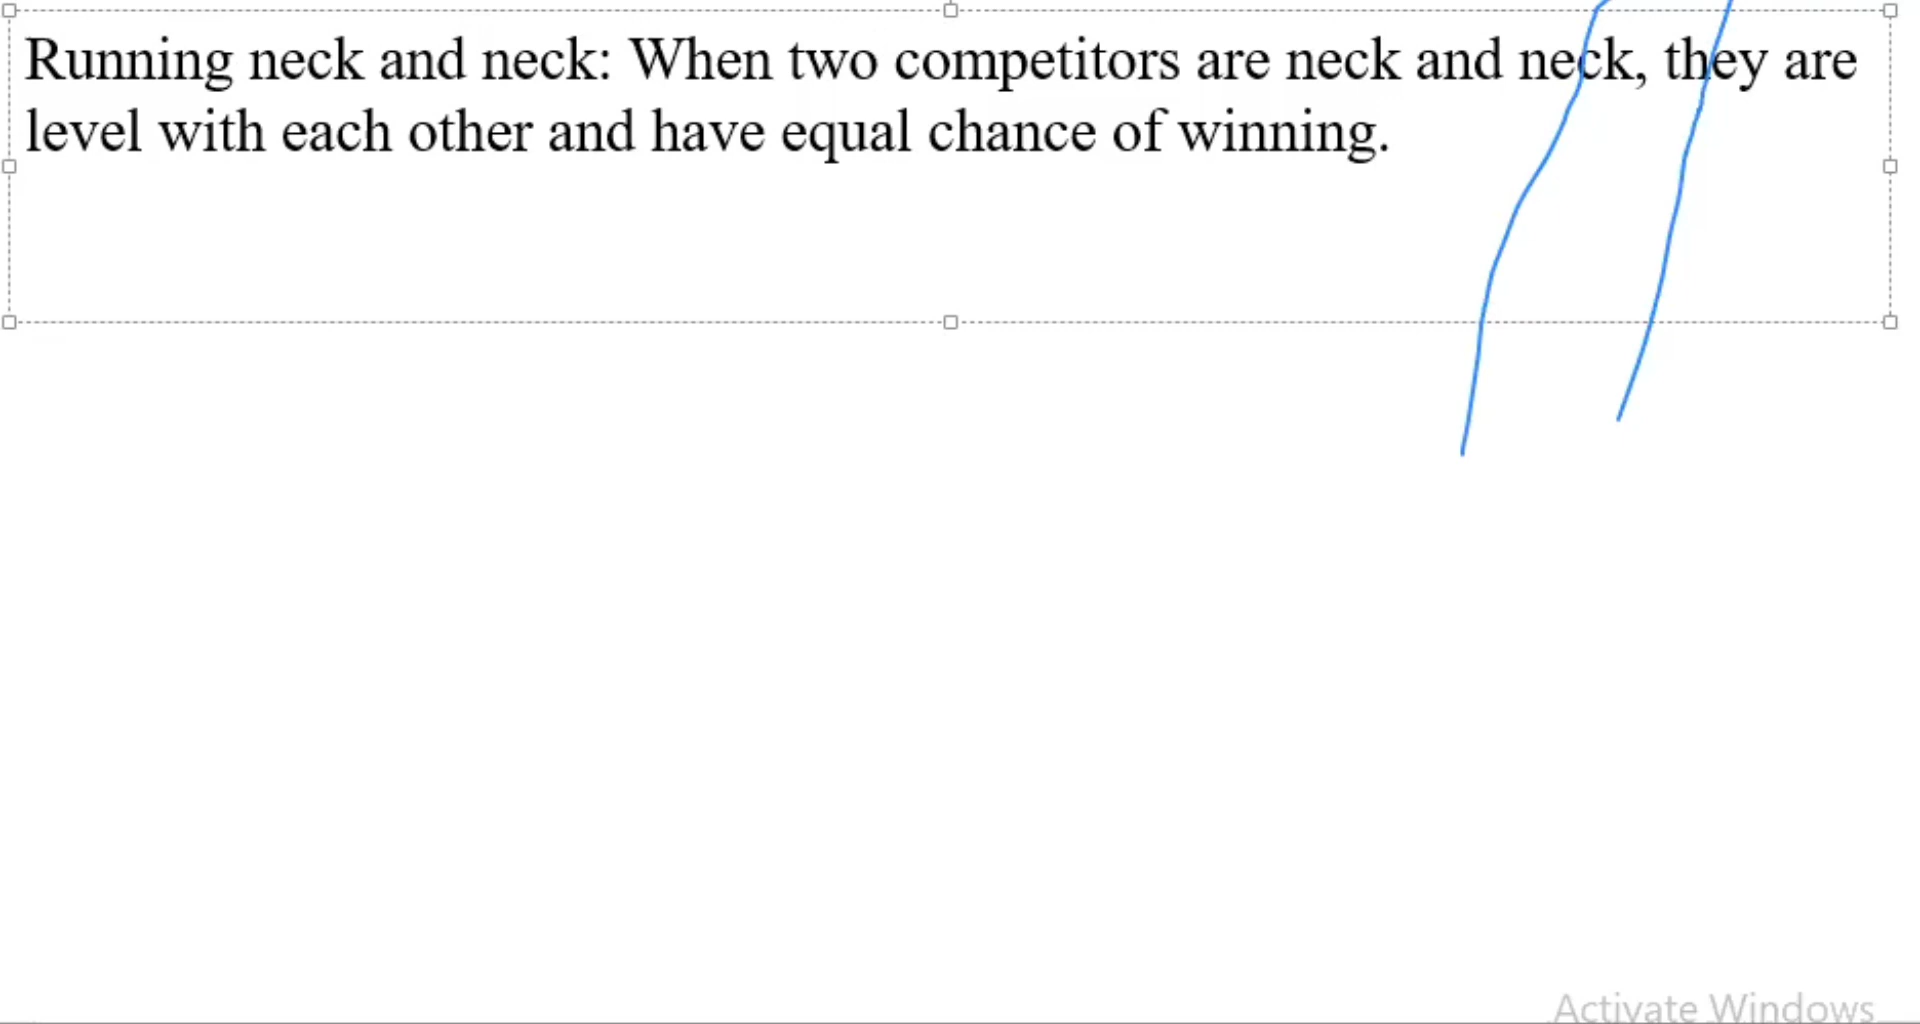 Running neck and neck: When two competitors are neck and neck, they are
level with each other and have equal chance of winning.
Activate Windows